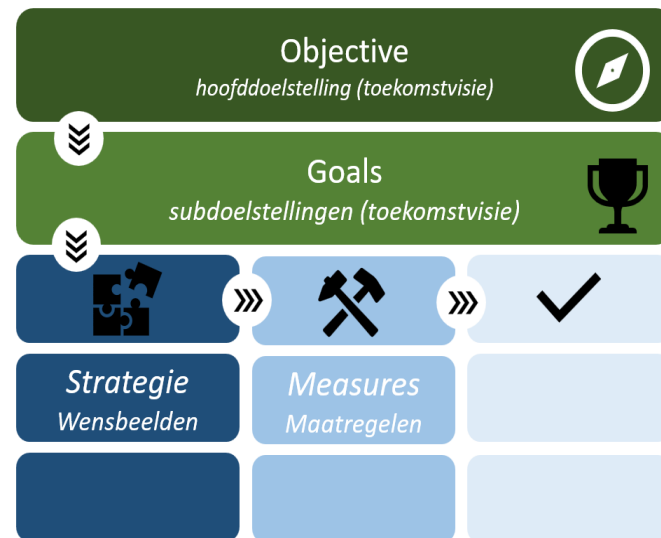 Objective
hoofddoelstelling (toekomstvisie)
Goals
subdoelstellingen (toekomstvisie)
Strategie
Wensbeelden
Measures
Maatregelen